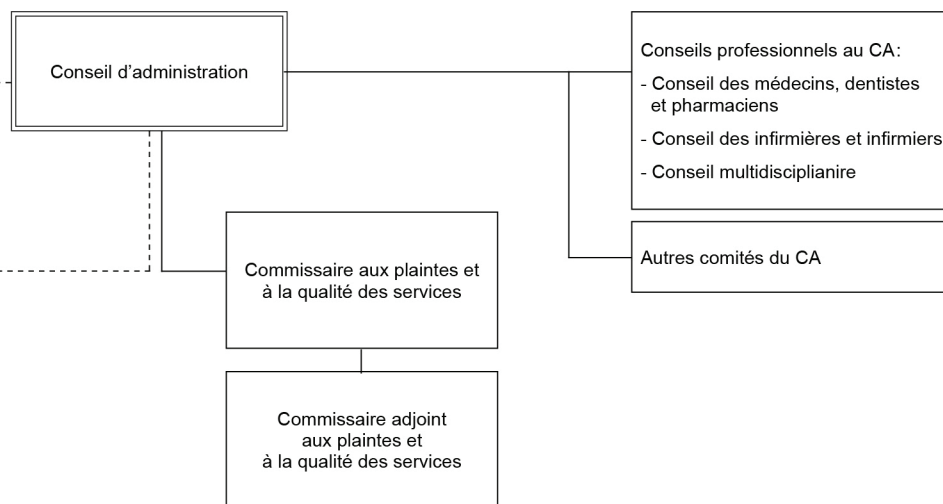 Conseil d’administration
Conseils professionnels au CA:
- Conseil des médecins, dentistes
et pharmaciens
- Conseil des infirmières et infirmiers
- Conseil multidisciplianire
Autres comités du CA
Commissaire aux plaintes et
à la qualité des services
Commissaire adjoint
aux plaintes et
à la qualité des services